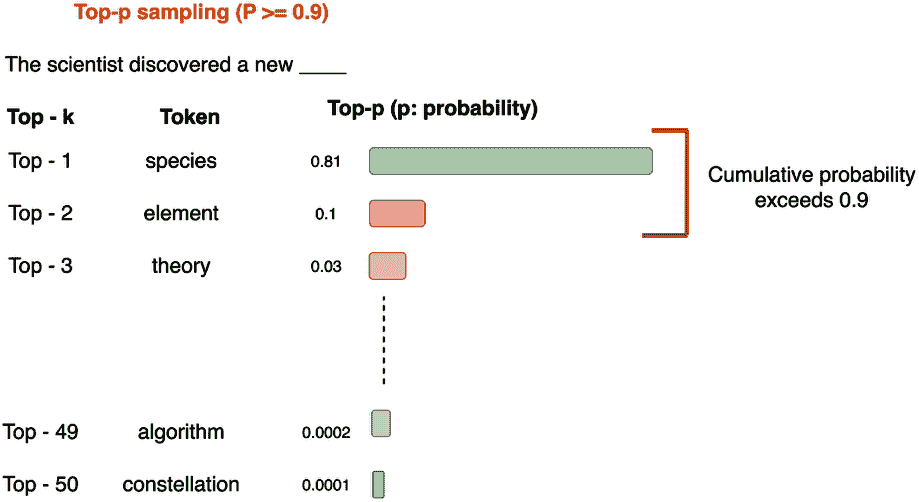 Top-p sampling (P >= 0.9)
The scientist discovered a new ____
Top - k Token Top-p (p: probability)
Top - 1 species 0.81
Cumulative probability
exceeds 0.9
Top - 2 element 0.1
Top - 3 theory 0.03
Top - 49 algorithm 0.0002
Top - 50 constellation 0.0001